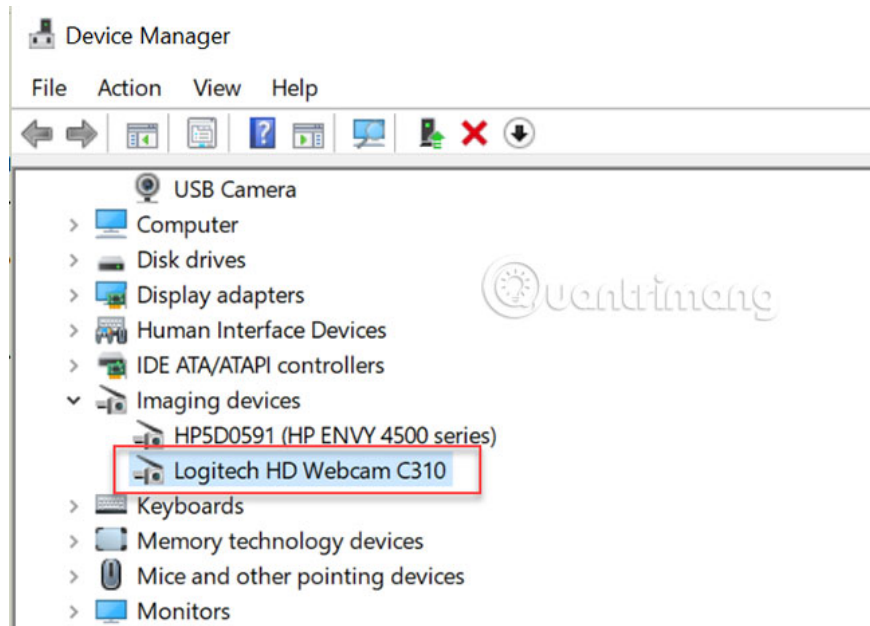 Device Manager
File Action View Help
USB Camera
Computer
Disk drives
Display adapters
Quantrimang
Human Interface Devices
IDE ATA/ATAPI controllers
Imaging devices
HP5D0591 (HP ENVY 4500 series)
Logitech HD Webcam C310
Keyboards
Memory technology devices
Mice and other pointing devices
Monitors